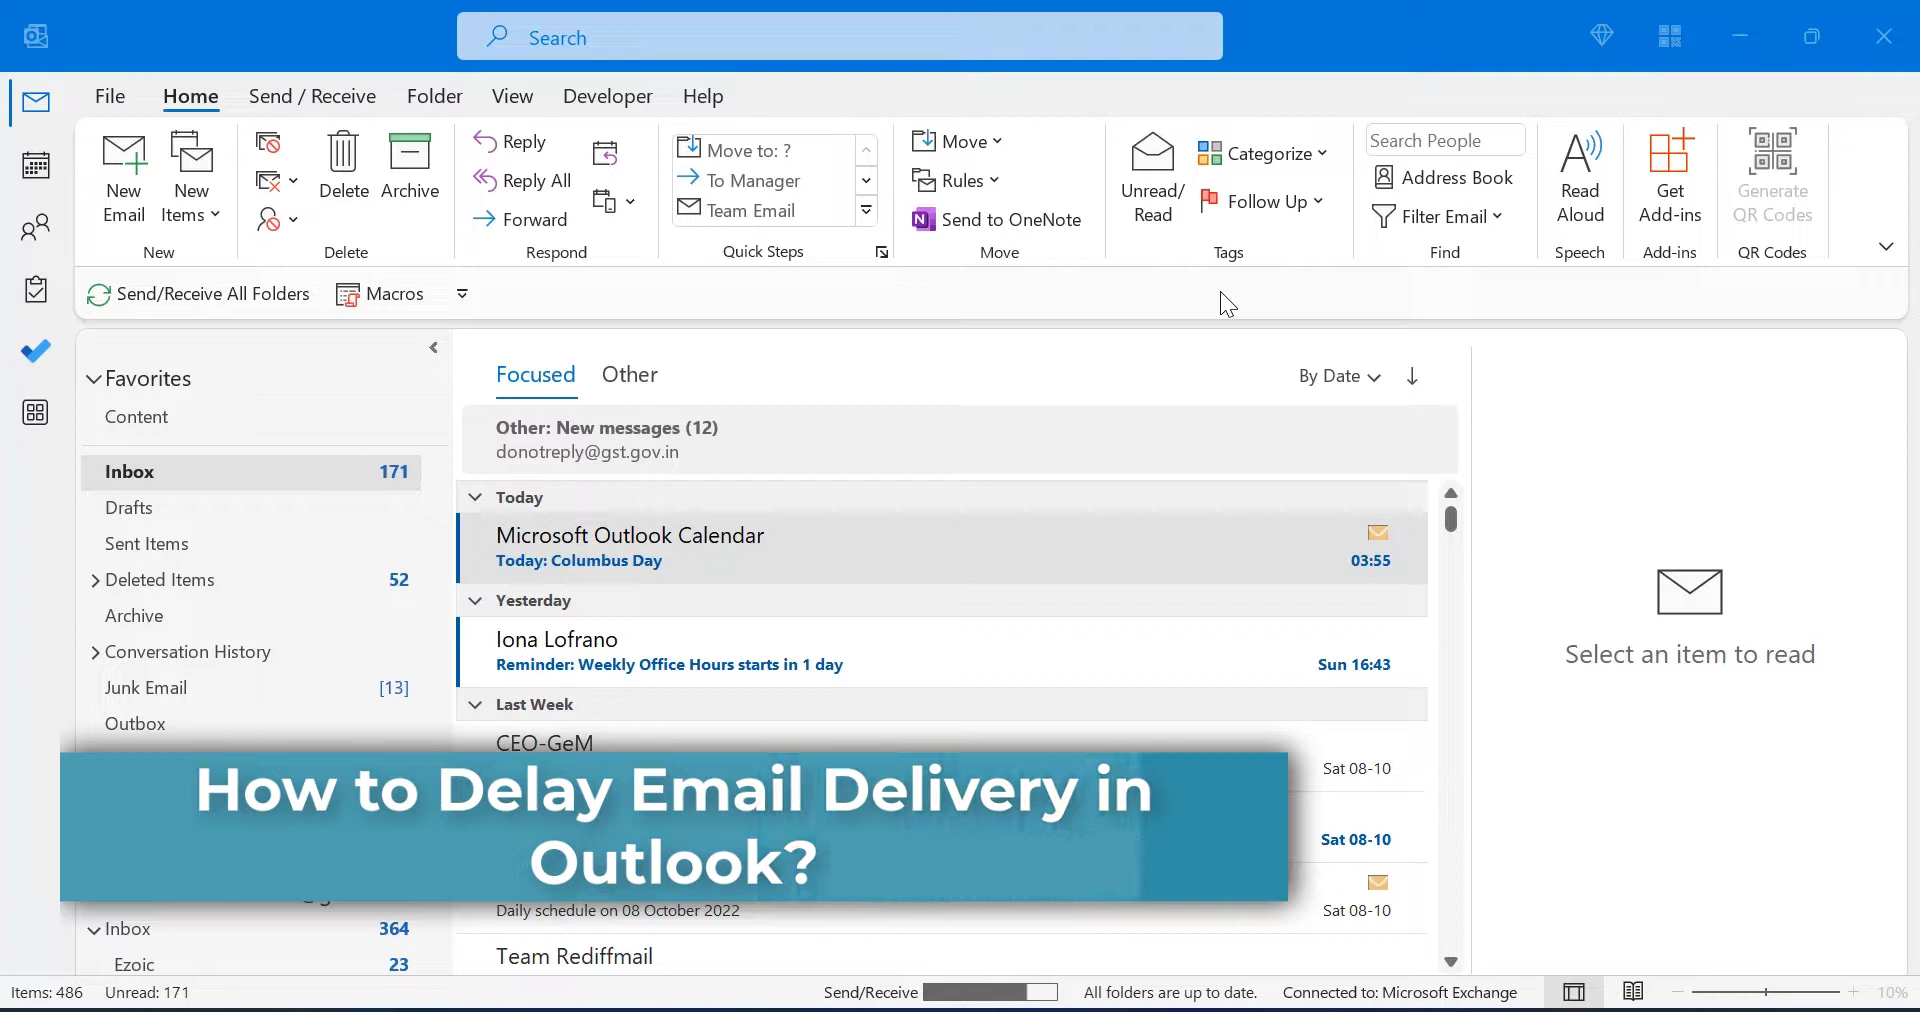 Search
File Home Send / Receive Folder View Developer Help
New Email
New Items
Delete
Archive
Reply
Reply All
Forward
Move to: ?
To Manager
Team Email
Move
Rules
Send to OneNote
Unread/ Read
Categorize
Follow Up
Search People
Address Book
Filter Email
Read Aloud
Get Add-ins
Generate QR Codes
New Delete Respond Quick Steps Move Tags Find Speech Add-ins QR Codes
Send/Receive All Folders Macros
Favorites
Content
Inbox 171
Drafts
Sent Items
Deleted Items 52
Archive
Conversation History
Junk Email [13]
Outbox
Inbox 364
Ezoic 23
Focused Other By Date
Other: New messages (12)
donotreply@gst.gov.in
Today
Microsoft Outlook Calendar
Today: Columbus Day 03:55
Yesterday
Iona Lofrano
Reminder: Weekly Office Hours starts in 1 day Sun 16:43
Last Week
CEO-GeM
Sat 08-10
Sat 08-10
Daily schedule on 08 October 2022 Sat 08-10
Team Rediffmail
Select an item to read
How to Delay Email Delivery in
Outlook?
Items: 486 Unread: 171 Send/Receive All folders are up to date. Connected to: Microsoft Exchange 10%